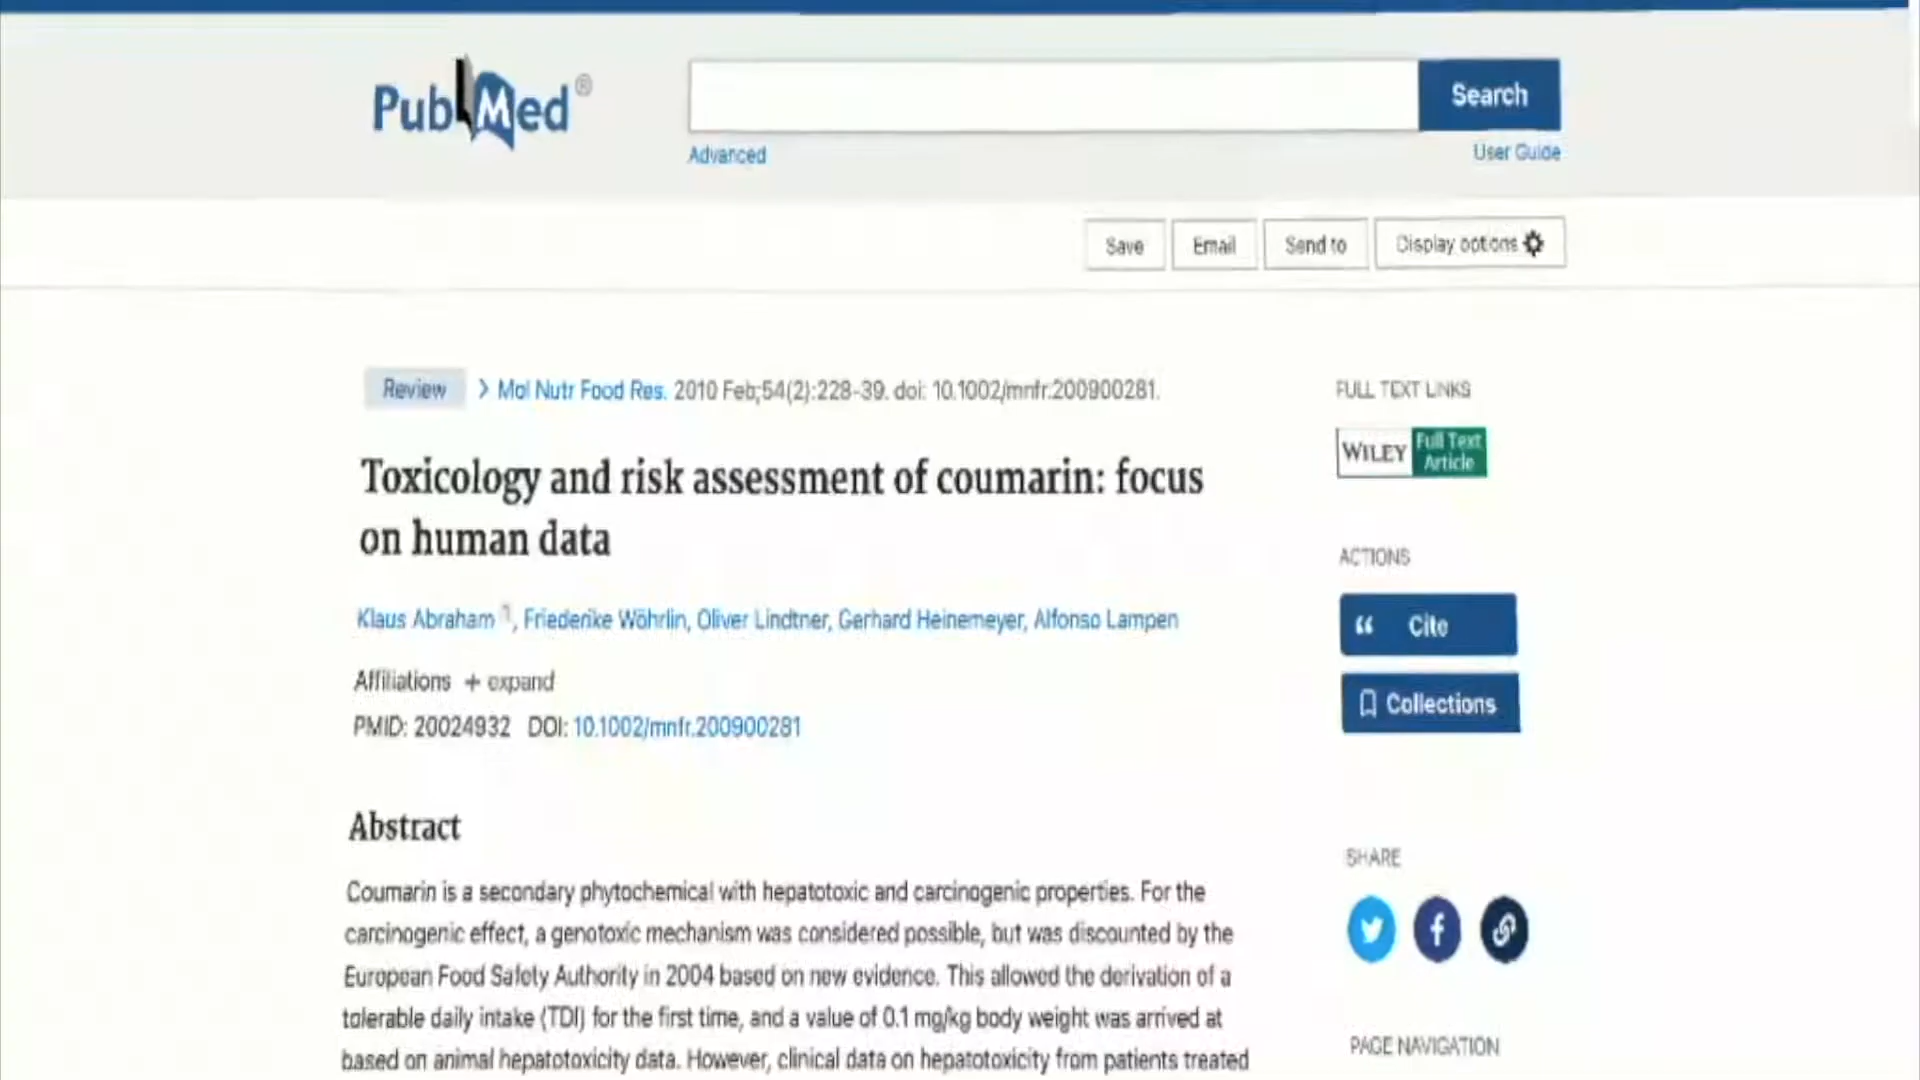 PubMed®
Search
Advanced
User Guide
Save
Email
Send to
Display options
Review
Mol Nutr Food Res. 2010 Feb;54(2):228-39. doi: 10.1002/mnfr.200900281.
FULL TEXT LINKS
WILEY Full Text Article
Toxicology and risk assessment of coumarin: focus
on human data
ACTIONS
Klaus Abraham 1, Friederike Wöhrlin, Oliver Lindtner, Gerhard Heinemeyer, Alfonso Lampen
Cite
Affiliations + expand
Collections
PMID: 20024932 DOI: 10.1002/mnfr.200900281
Abstract
SHARE
Coumarin is a secondary phytochemical with hepatotoxic and carcinogenic properties. For the
carcinogenic effect, a genotoxic mechanism was considered possible, but was discounted by the
European Food Safety Authority in 2004 based on new evidence. This allowed the derivation of a
tolerable daily intake (TDI) for the first time, and a value of 0.1 mg/kg body weight was arrived at
based on animal hepatotoxicity data. However, clinical data on hepatotoxicity from patients treated
PAGE NAVIGATION